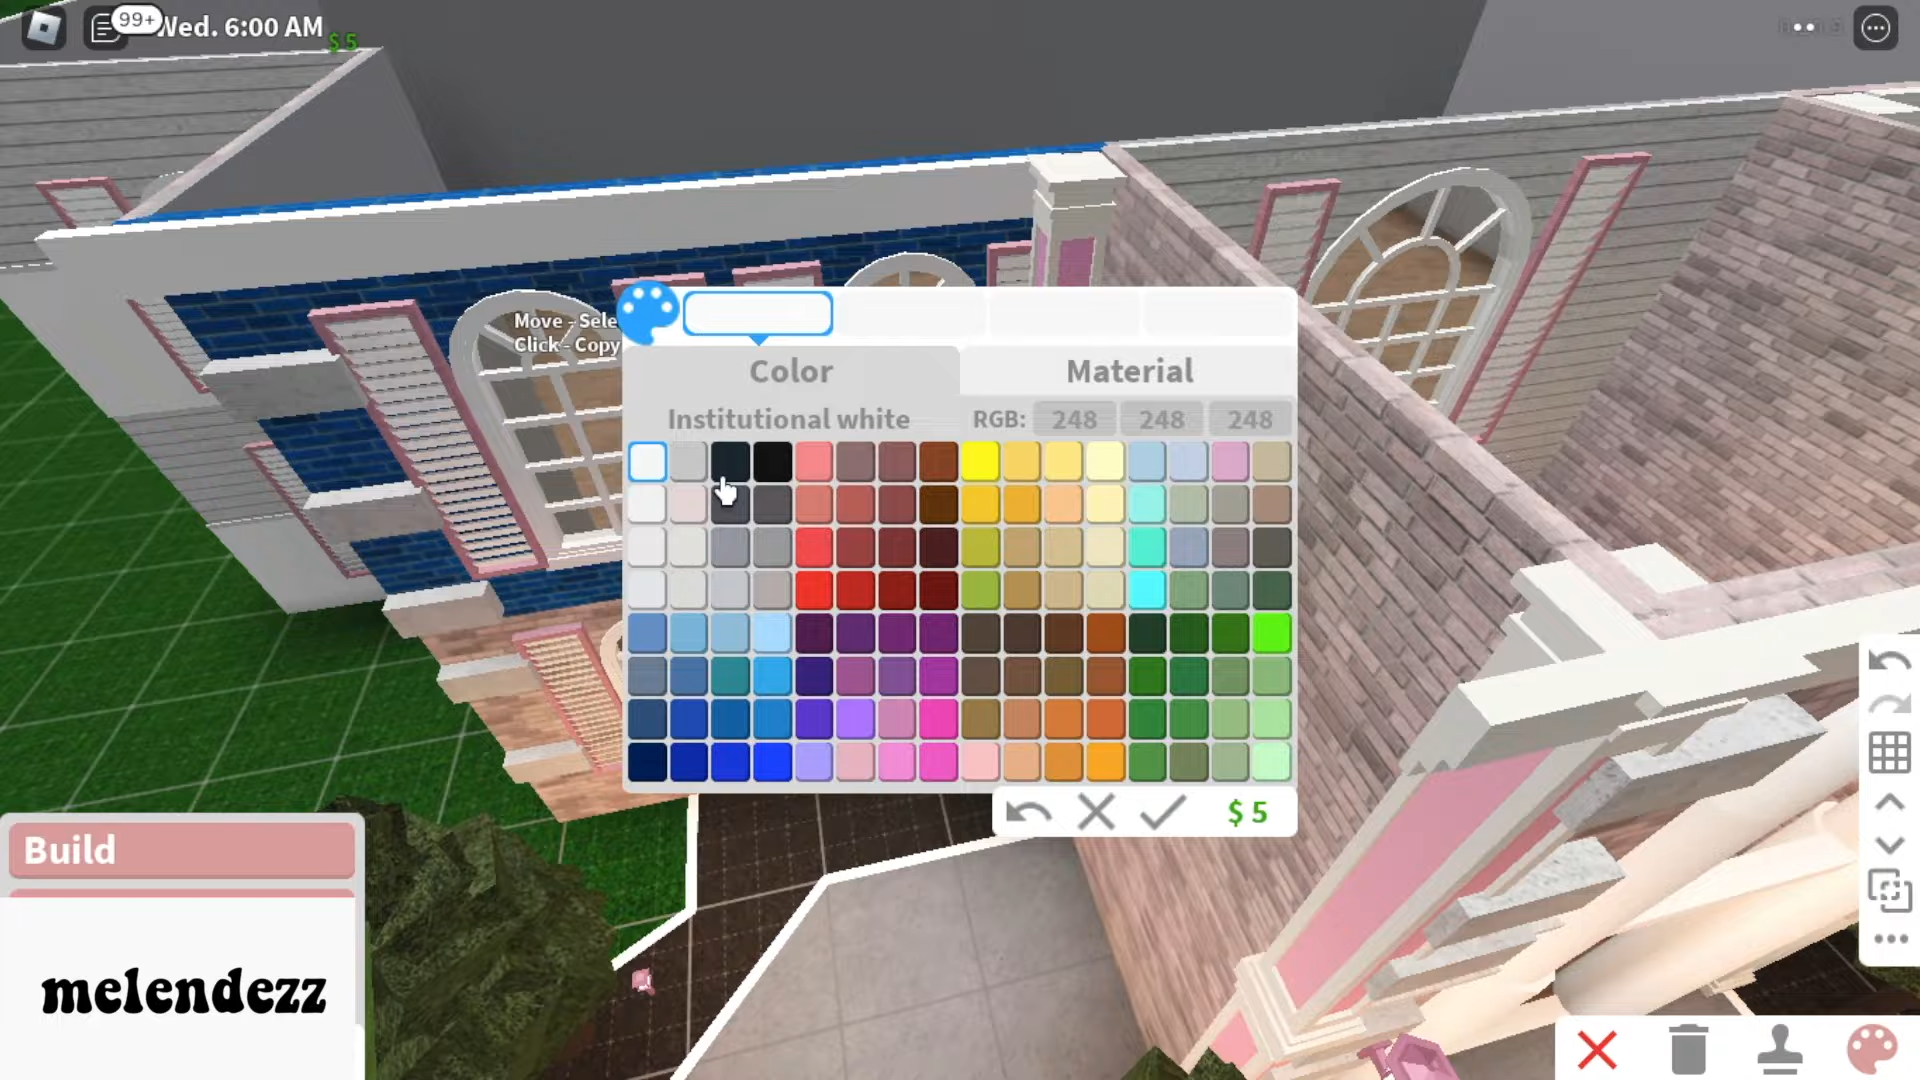 99+
Wed. 6:00 AM
$ 5
Move - Sele
Click - Copy
Color
Material
Institutional white
RGB: 248 248 248
$ 5
Build
melendezz